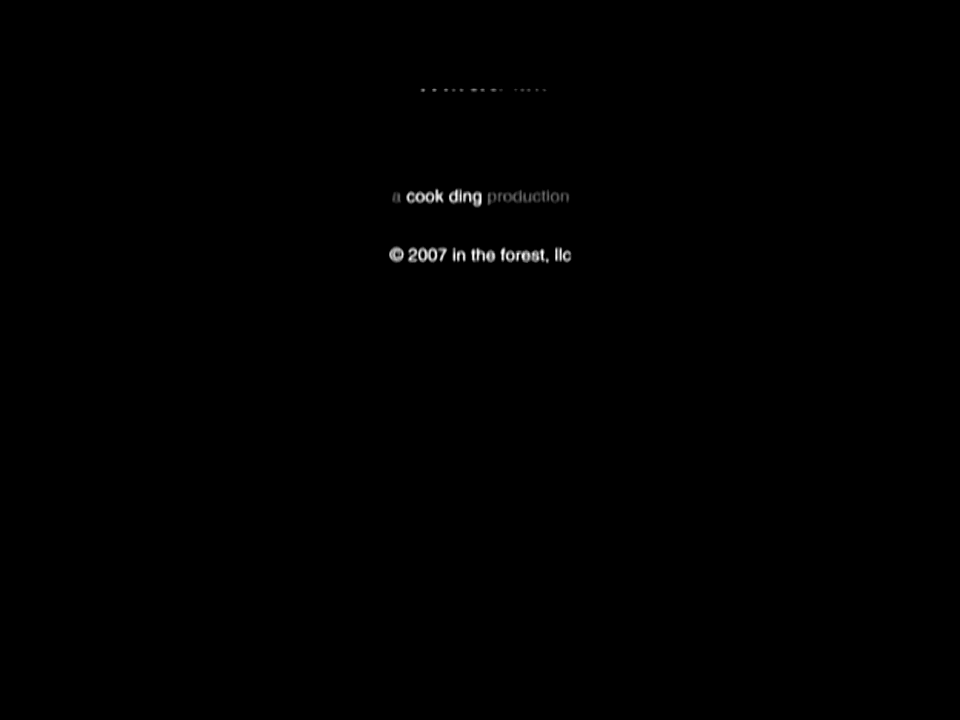 a cook ding production
© 2007 in the forest, llc